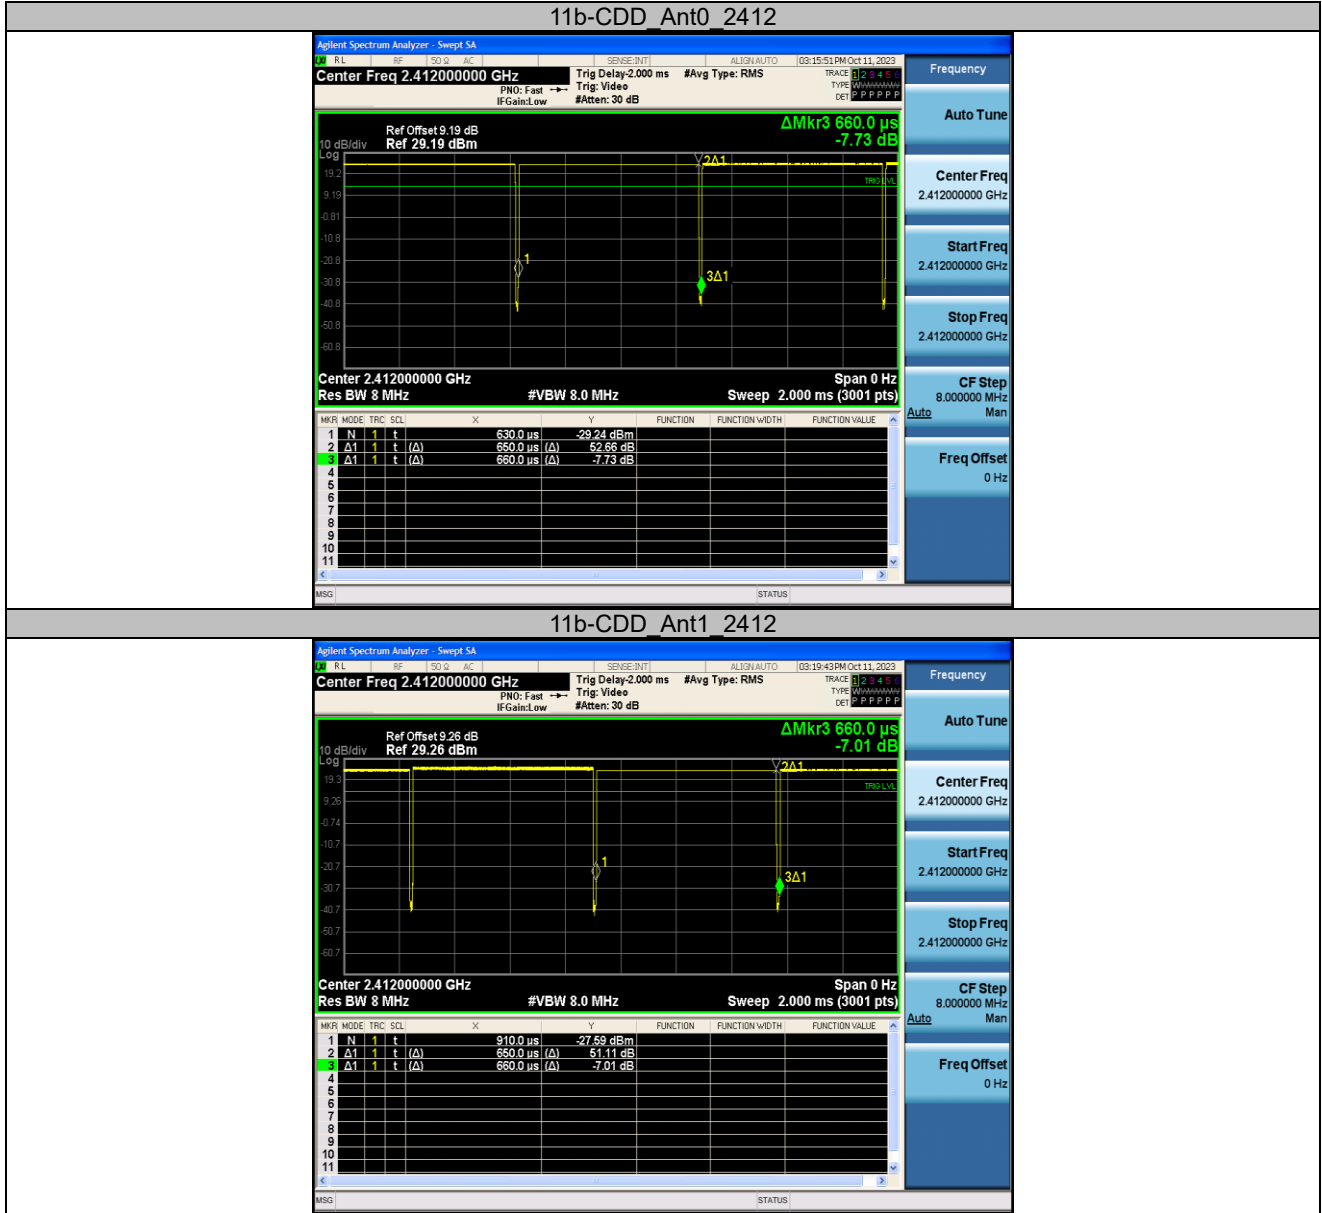 11b-CDD_Ant0_2412
Agilent Spectrum Analyzer - Swept SA
RL RF 50 Ω AC SENSE:INT ALIGN AUTO 03:15:51 PM Oct 11, 2023
Center Freq 2.412000000 GHz Trig Delay-2.000 ms #Avg Type: RMS TRACE 1 2 3 4 5 6
PNO: Fast Trig: Video TYPE
IFGain:Low #Atten: 30 dB DET P P P P P P
Frequency
Auto Tune
Center Freq
2.412000000 GHz
Start Freq
2.412000000 GHz
Stop Freq
2.412000000 GHz
CF Step
8.000000 MHz
Auto Man
Freq Offset
0 Hz
ΔMkr3 660.0 µs
-7.73 dB
Ref Offset 9.19 dB
10 dB/div Ref 29.19 dBm
Log
2Δ1
19.2
TRIG LVL
9.19
-0.81
-10.8
-20.8
1
-30.8
3Δ1
-40.8
-50.8
-60.8
Center 2.412000000 GHz Span 0 Hz
Res BW 8 MHz #VBW 8.0 MHz Sweep 2.000 ms (3001 pts)
MKR MODE TRC SCL X Y FUNCTION FUNCTION WIDTH FUNCTION VALUE
1 N 1 t 630.0 µs -29.24 dBm
2 Δ1 1 t (Δ) 650.0 µs (Δ) 52.66 dB
3 Δ1 1 t (Δ) 660.0 µs (Δ) -7.73 dB
4
5
6
7
8
9
10
11
MSG STATUS
11b-CDD_Ant1_2412
Agilent Spectrum Analyzer - Swept SA
RL RF 50 Ω AC SENSE:INT ALIGN AUTO 03:19:43 PM Oct 11, 2023
Center Freq 2.412000000 GHz Trig Delay-2.000 ms #Avg Type: RMS TRACE 1 2 3 4 5 6
PNO: Fast Trig: Video TYPE
IFGain:Low #Atten: 30 dB DET P P P P P P
Frequency
Auto Tune
Center Freq
2.412000000 GHz
Start Freq
2.412000000 GHz
Stop Freq
2.412000000 GHz
CF Step
8.000000 MHz
Auto Man
Freq Offset
0 Hz
ΔMkr3 660.0 µs
-7.01 dB
Ref Offset 9.26 dB
10 dB/div Ref 29.26 dBm
Log
2Δ1
19.3
TRIG LVL
9.26
-0.74
-10.7
-20.7
1
-30.7
3Δ1
-40.7
-50.7
-60.7
Center 2.412000000 GHz Span 0 Hz
Res BW 8 MHz #VBW 8.0 MHz Sweep 2.000 ms (3001 pts)
MKR MODE TRC SCL X Y FUNCTION FUNCTION WIDTH FUNCTION VALUE
1 N 1 t 910.0 µs -27.59 dBm
2 Δ1 1 t (Δ) 650.0 µs (Δ) 51.11 dB
3 Δ1 1 t (Δ) 660.0 µs (Δ) -7.01 dB
4
5
6
7
8
9
10
11
MSG STATUS